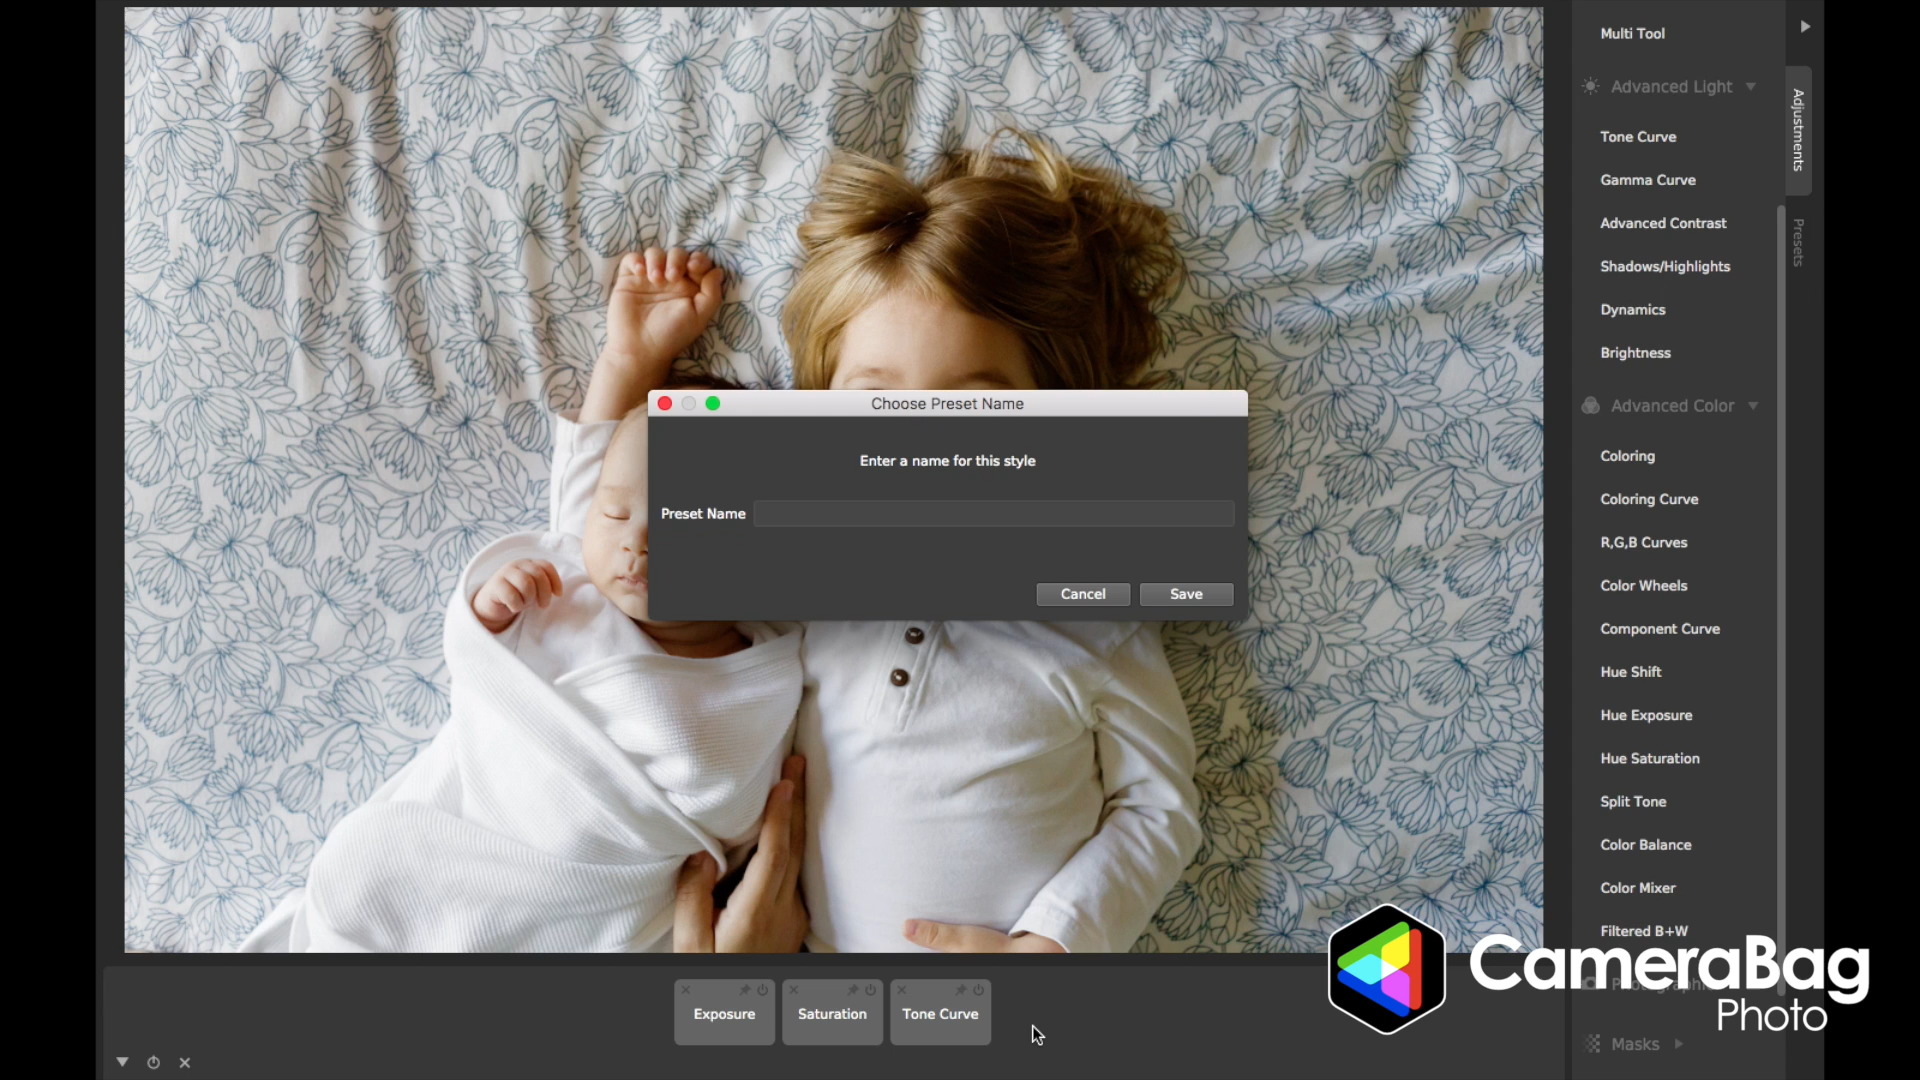 Multi Tool
Advanced Light
Tone Curve
Gamma Curve
Advanced Contrast
Shadows/Highlights
Dynamics
Brightness
Advanced Color
Coloring
Coloring Curve
R,G,B Curves
Color Wheels
Component Curve
Hue Shift
Hue Exposure
Hue Saturation
Split Tone
Color Balance
Color Mixer
Filtered B+W
Masks
Adjustments
Presets
Choose Preset Name
Enter a name for this style
Preset Name
Cancel
Save
Exposure
Saturation
Tone Curve
CameraBag
Photo